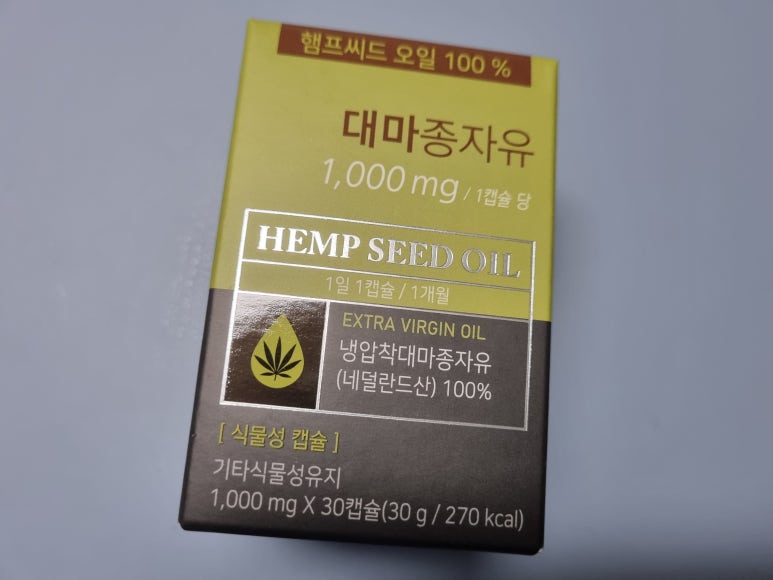 햄프씨드 오일 100 %
대마종자유
1,000 mg / 1캡슐 당
HEMP SEED OIL
1일 1캡슐 / 1개월
EXTRA VIRGIN OIL
냉압착대마종자유
(네덜란드산) 100%
[ 식물성 캡슐 ]
기타식물성유지
1,000 mg X 30캡슐(30 g / 270 kcal)